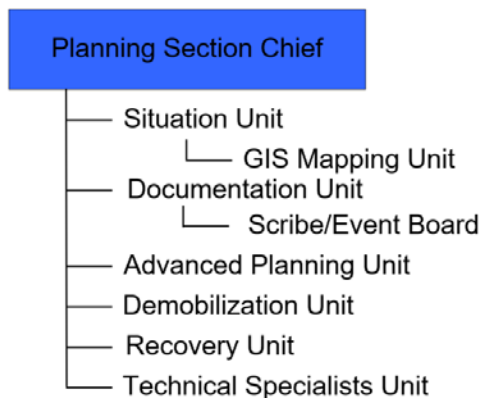 Planning Section Chief
Situation Unit
GIS Mapping Unit
Documentation Unit
Scribe/Event Board
Advanced Planning Unit
Demobilization Unit
Recovery Unit
Technical Specialists Unit